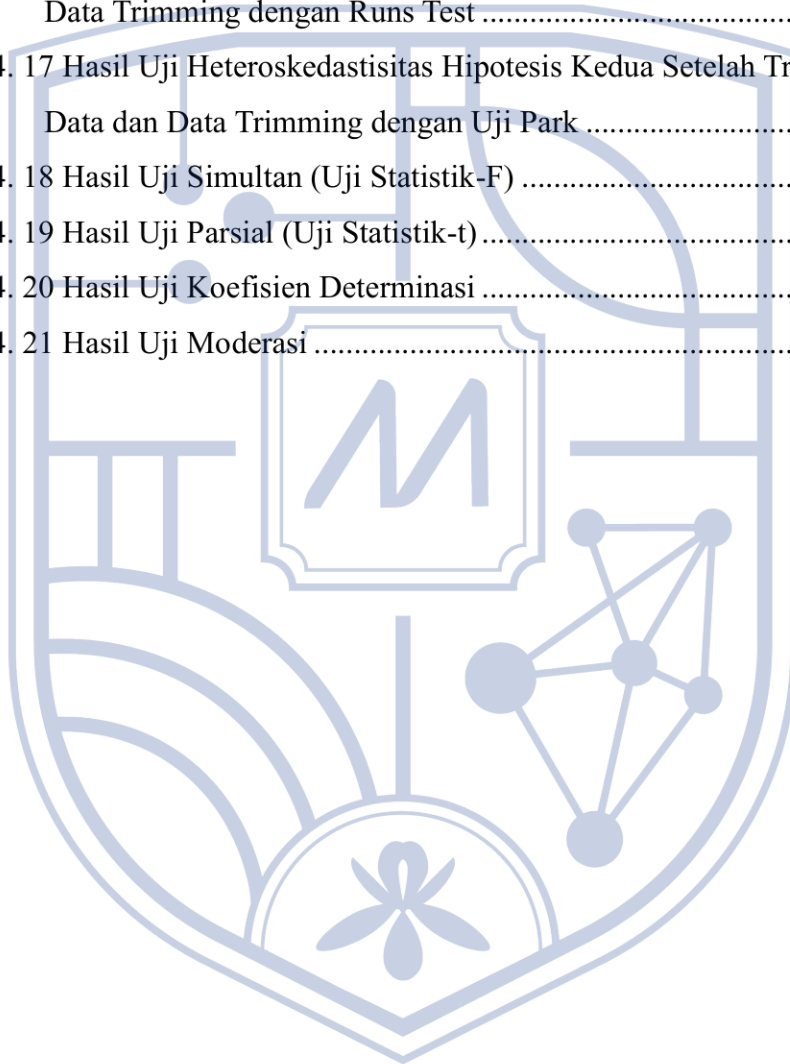 Data Trimming dengan Runs Test ......................................
4. 17 Hasil Uji Heteroskedastisitas Hipotesis Kedua Setelah
Data dan Data Trimming dengan Uji Park .........................
4. 18 Hasil Uji Simultan (Uji Statistik-F) .................................
4. 19 Hasil Uji Parsial (Uji Statistik-t) ......................................
4. 20 Hasil Uji Koefisien Determinasi ......................................
4. 21 Hasil Uji Moderasi ...........................................................
M